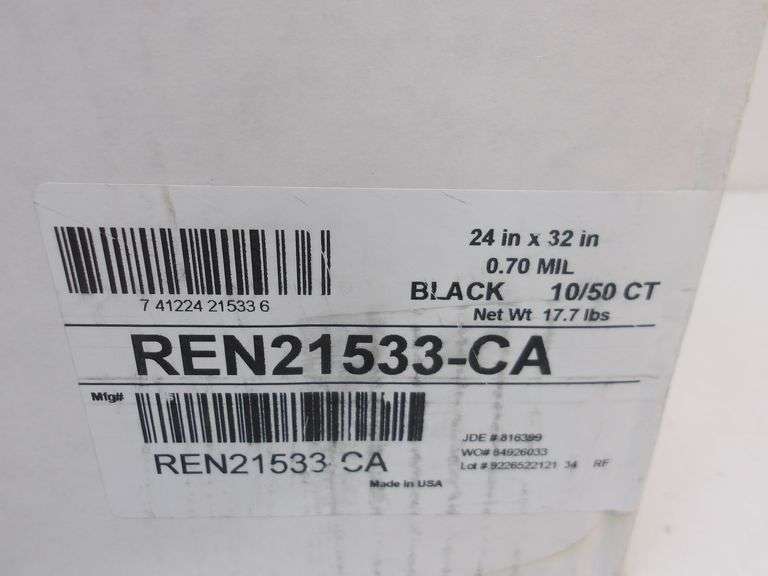 24 in x 32 in
0.70 MIL
BLACK 10/50 CT
Net Wt 17.7 lbs
7 41224 21533 6
REN21533-CA
Mfg#
REN21533-CA
JDE # 816399
WO# 84926033
Lot # 9226522121 34 RF
Made in USA